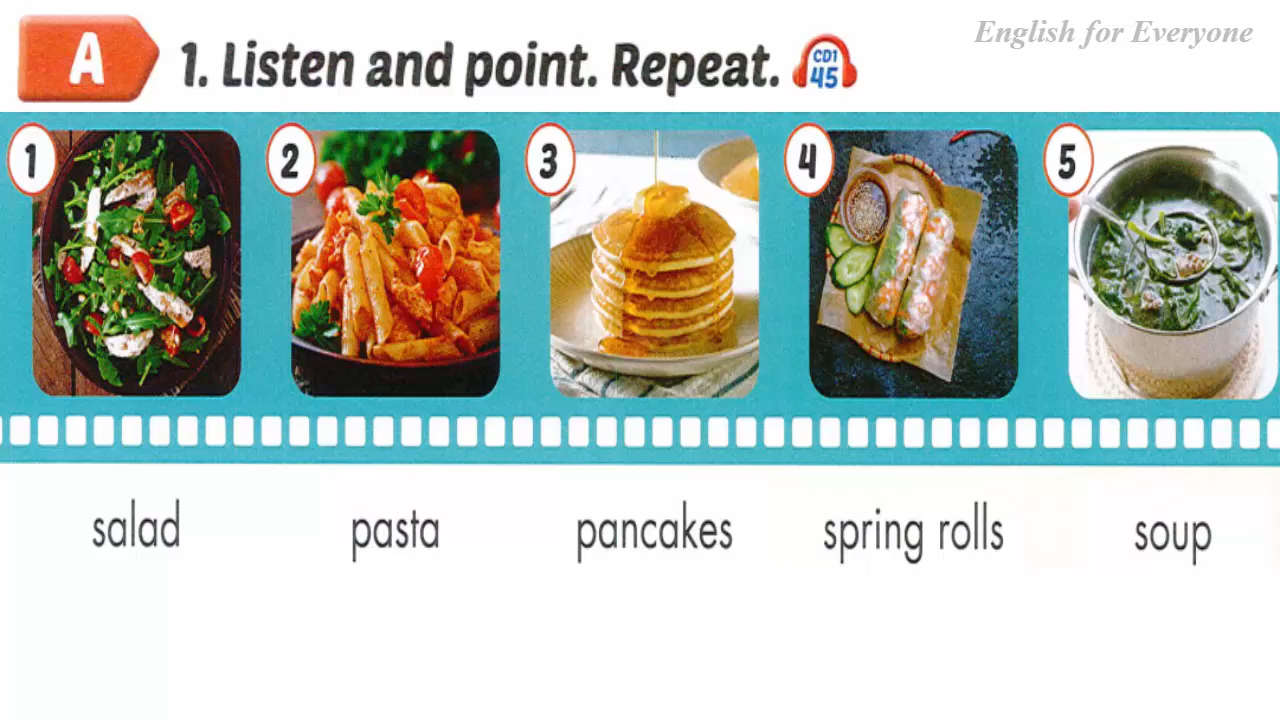 English for Everyone
A 1. Listen and point. Repeat. CD1 45
1 2 3 4 5
salad pasta pancakes spring rolls soup